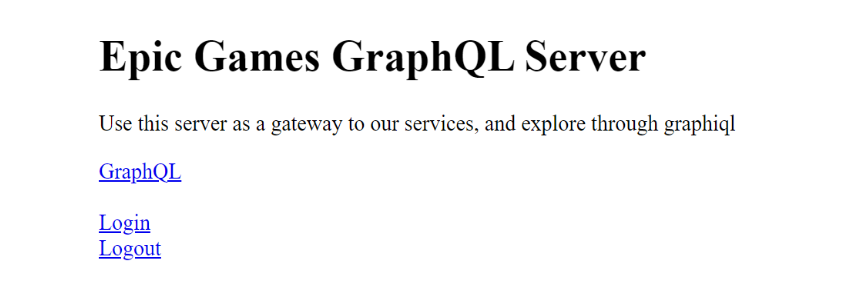 Epic Games GraphQL Server
Use this server as a gateway to our services, and explore through graphiql
GraphQL
Login
Logout